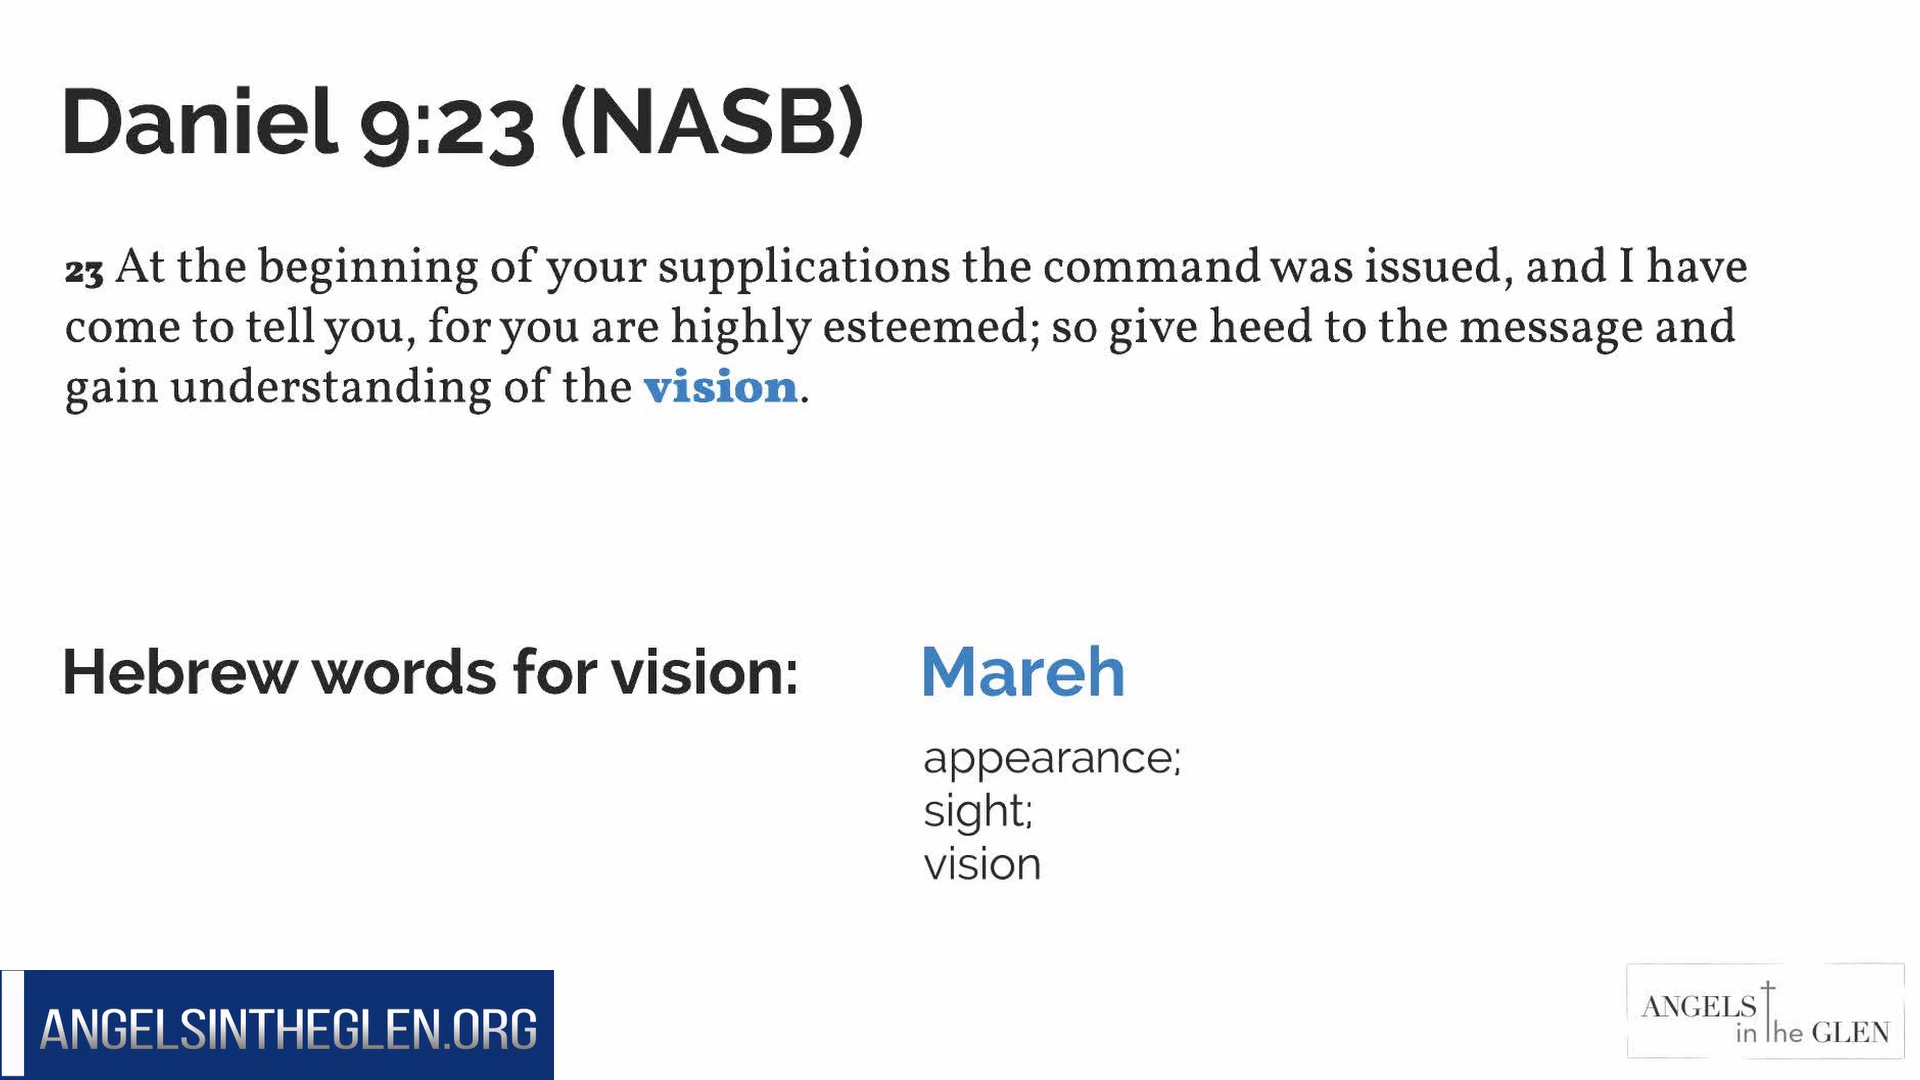 Daniel 9:23 (NASB)
23 At the beginning of your supplications the command was issued, and I have
come to tell you, for you are highly esteemed; so give heed to the message and
gain understanding of the vision.
Hebrew words for vision:
Mareh
appearance;
sight;
vision
ANGELSINTHEGLEN.ORG
ANGELS
in the GLEN